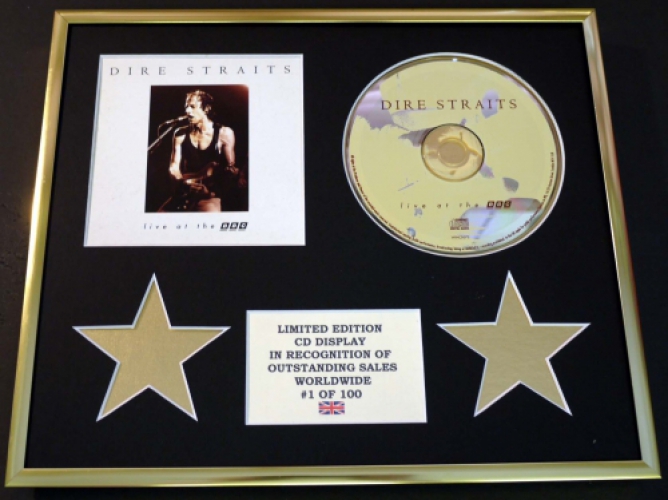 DIRE STRAITS
live at the BBC
DIRE STRAITS
live at the BBC
LIMITED EDITION
CD DISPLAY
IN RECOGNITION OF
OUTSTANDING SALES
WORLDWIDE
#1 OF 100